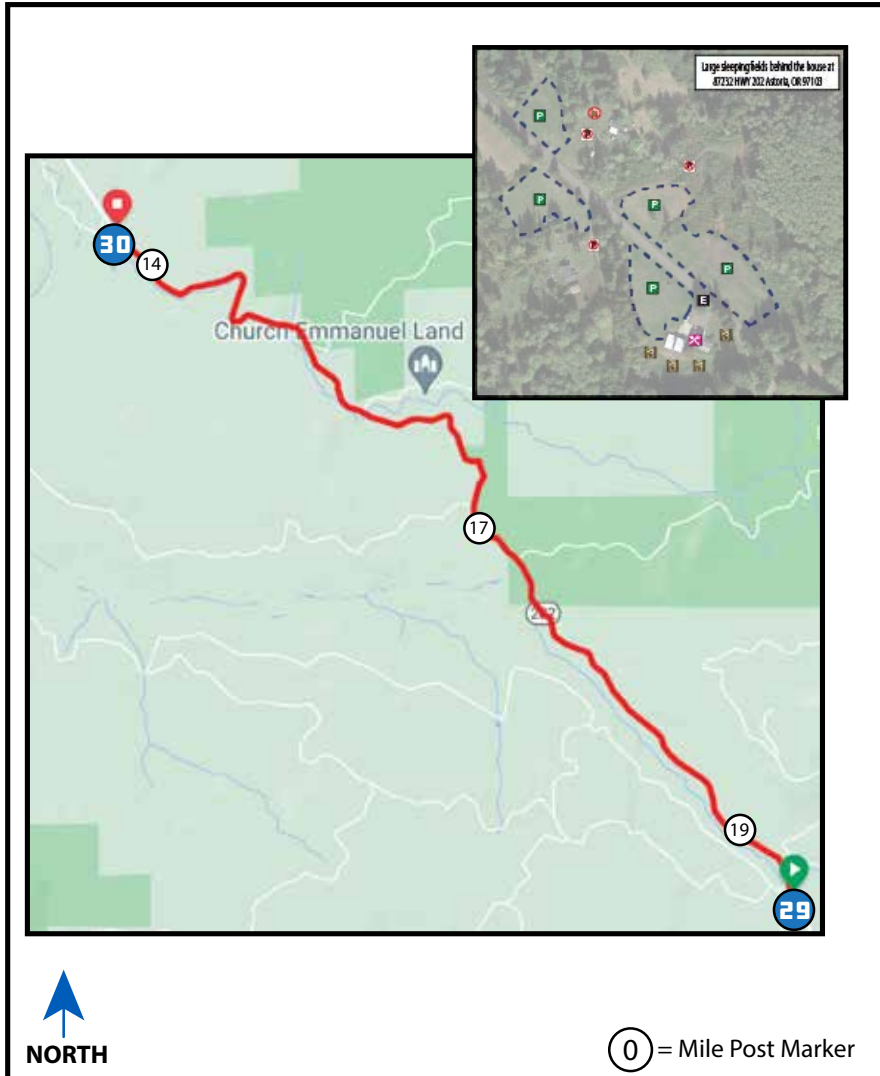 Large sleeping fields behind the house at
87232 HWY 202 Astoria, OR 97103
P
P
P
P
P
E
30
14
Church Emmanuel Land
17
202
19
29
NORTH
0 = Mile Post Marker